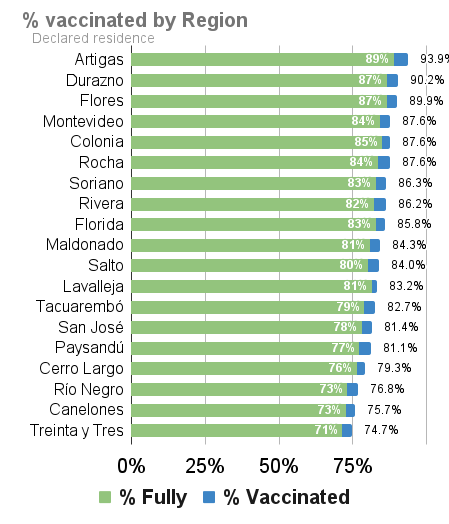 % vaccinated by Region
Declared residence
Artigas 89% 93.9%
Durazno 87% 90.2%
Flores 87% 89.9%
Montevideo 84% 87.6%
Colonia 85% 87.6%
Rocha 84% 87.6%
Soriano 83% 86.3%
Rivera 82% 86.2%
Florida 83% 85.8%
Maldonado 81% 84.3%
Salto 80% 84.0%
Lavalleja 81% 83.2%
Tacuarembó 79% 82.7%
San José 78% 81.4%
Paysandú 77% 81.1%
Cerro Largo 76% 79.3%
Río Negro 73% 76.8%
Canelones 73% 75.7%
Treinta y Tres 71% 74.7%
0% 25% 50% 75%
% Fully % Vaccinated